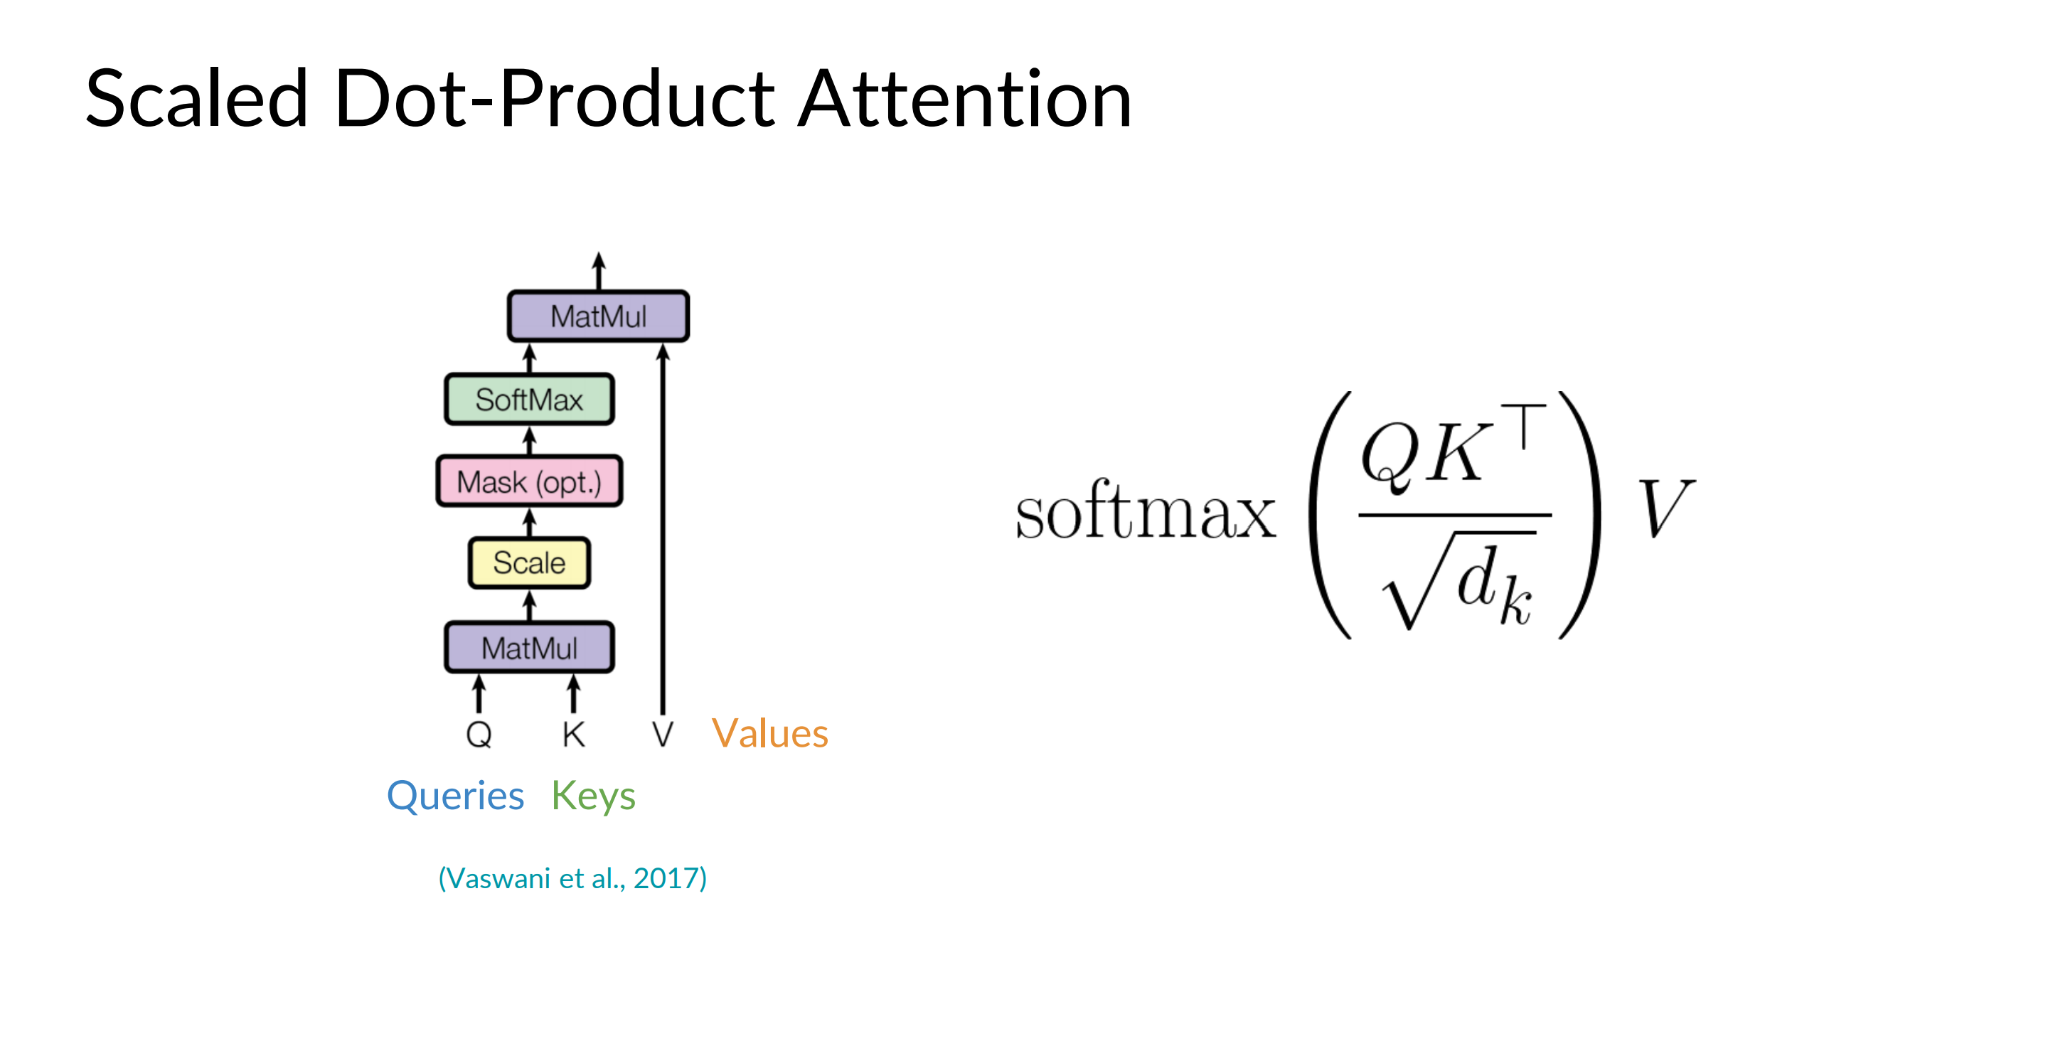 Scaled Dot-Product Attention
MatMul
SoftMax
Mask (opt.)
Scale
MatMul
Q K V Values
Queries Keys
(Vaswani et al., 2017)
softmax(QK^⊤/√d_k)V